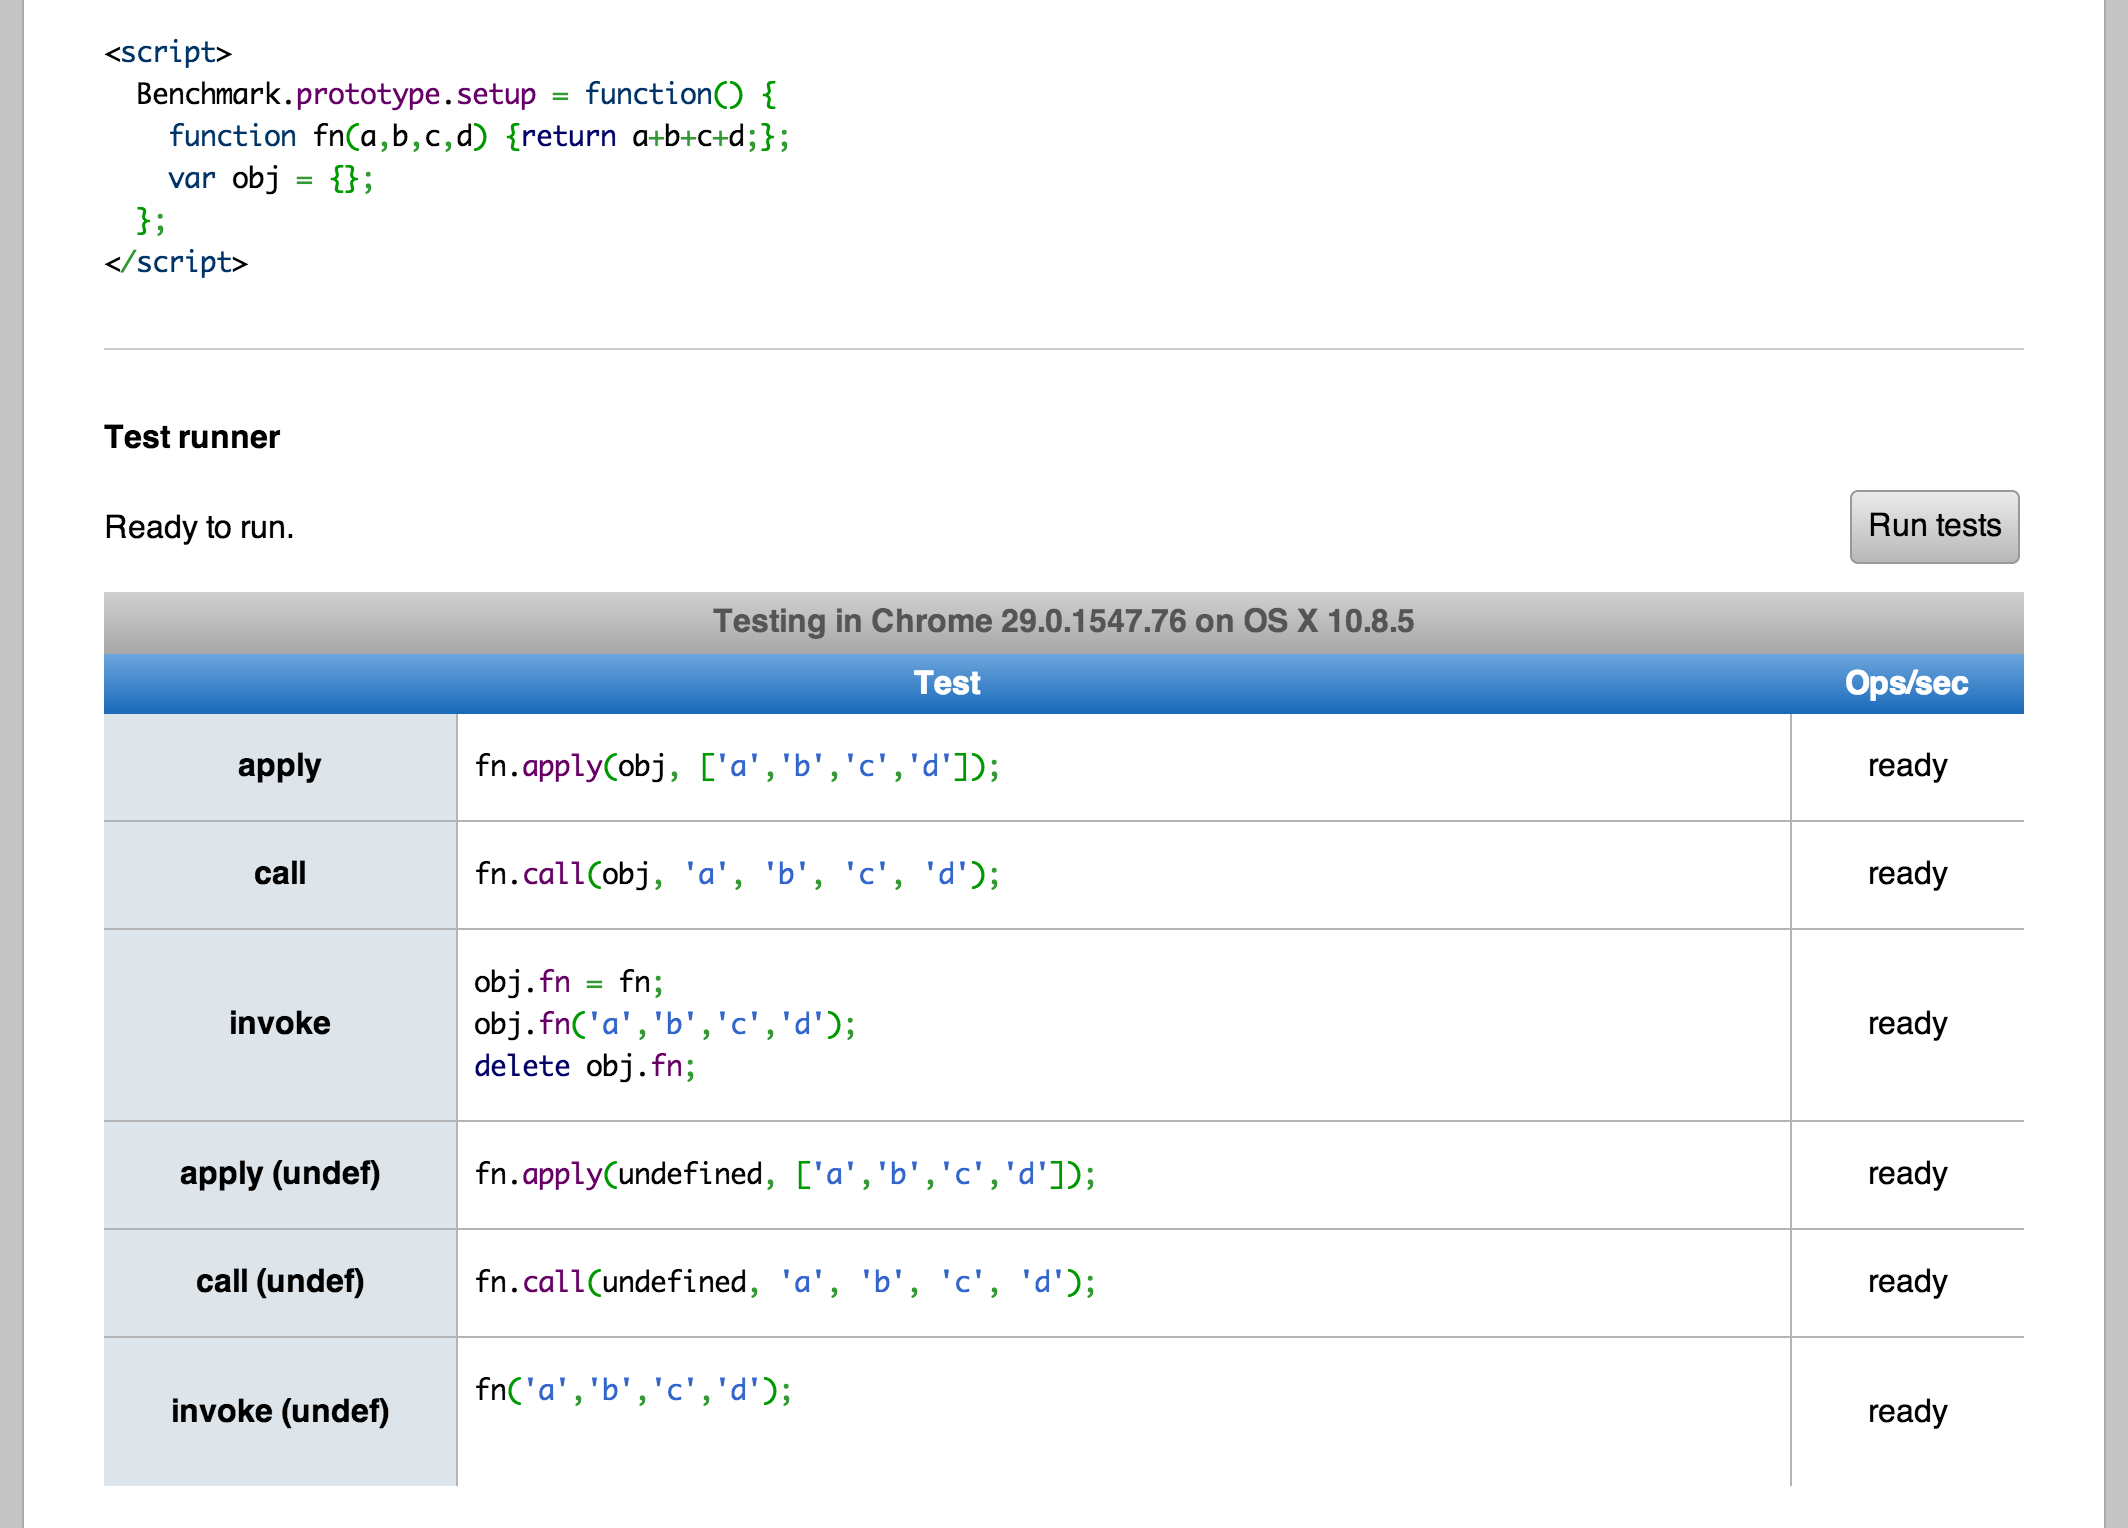 <script>
  Benchmark.prototype.setup = function() {
    function fn(a,b,c,d) {return a+b+c+d;};
    var obj = {};
  };
</script>
Test runner
Ready to run.
Run tests
Testing in Chrome 29.0.1547.76 on OS X 10.8.5
Test Ops/sec
apply fn.apply(obj, ['a','b','c','d']); ready
call fn.call(obj, 'a', 'b', 'c', 'd'); ready
obj.fn = fn;
invoke obj.fn('a','b','c','d'); ready
delete obj.fn;
apply (undef) fn.apply(undefined, ['a','b','c','d']); ready
call (undef) fn.call(undefined, 'a', 'b', 'c', 'd'); ready
fn('a','b','c','d');
invoke (undef) ready